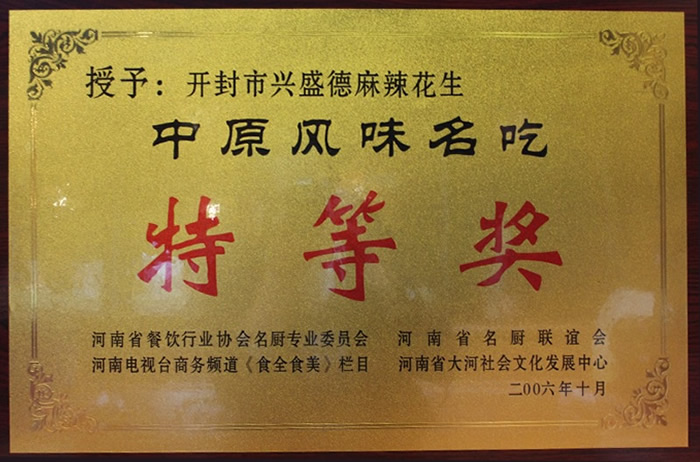 授予：开封市兴盛德麻辣花生
中原风味名吃
特等奖
河南省餐饮行业协会名厨专业委员会 河南省名厨联谊会
河南电视台商务频道《食全食美》栏目 河南省大河社会文化发展中心
二00六年十月